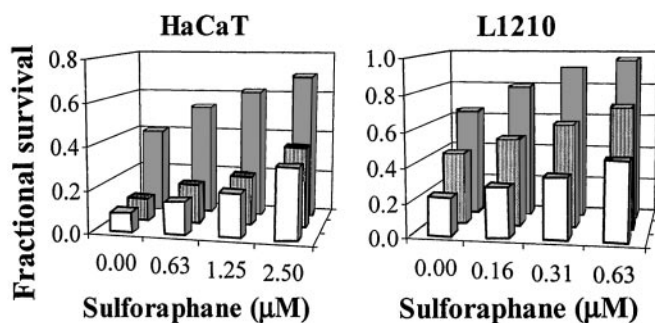 HaCaT
L1210
Fractional survival
0.8
0.6
0.4
0.2
0.0
0.00 0.63 1.25 2.50
Sulforaphane (μM)
1.0
0.8
0.6
0.4
0.2
0.0
0.00 0.16 0.31 0.63
Sulforaphane (μM)